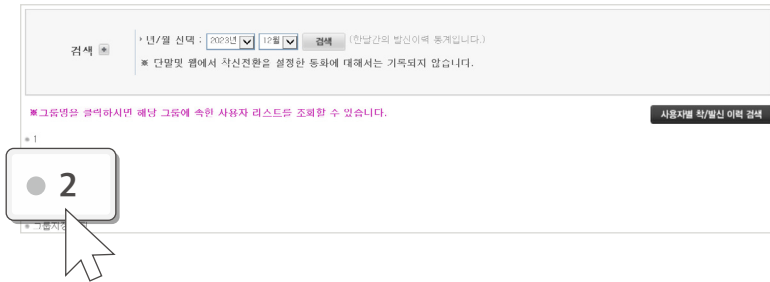 검색
년/월 선택 : 2023년 12월 검색 (한달간의 발신이력 통계입니다.)
※ 단말및 웹에서 착신전환을 설정한 통화에 대해서는 기록되지 않습니다.
※그룹명을 클릭하시면 해당 그룹에 속한 사용자 리스트를 조회할 수 있습니다.
사용자별 착/발신 이력 검색
1
2